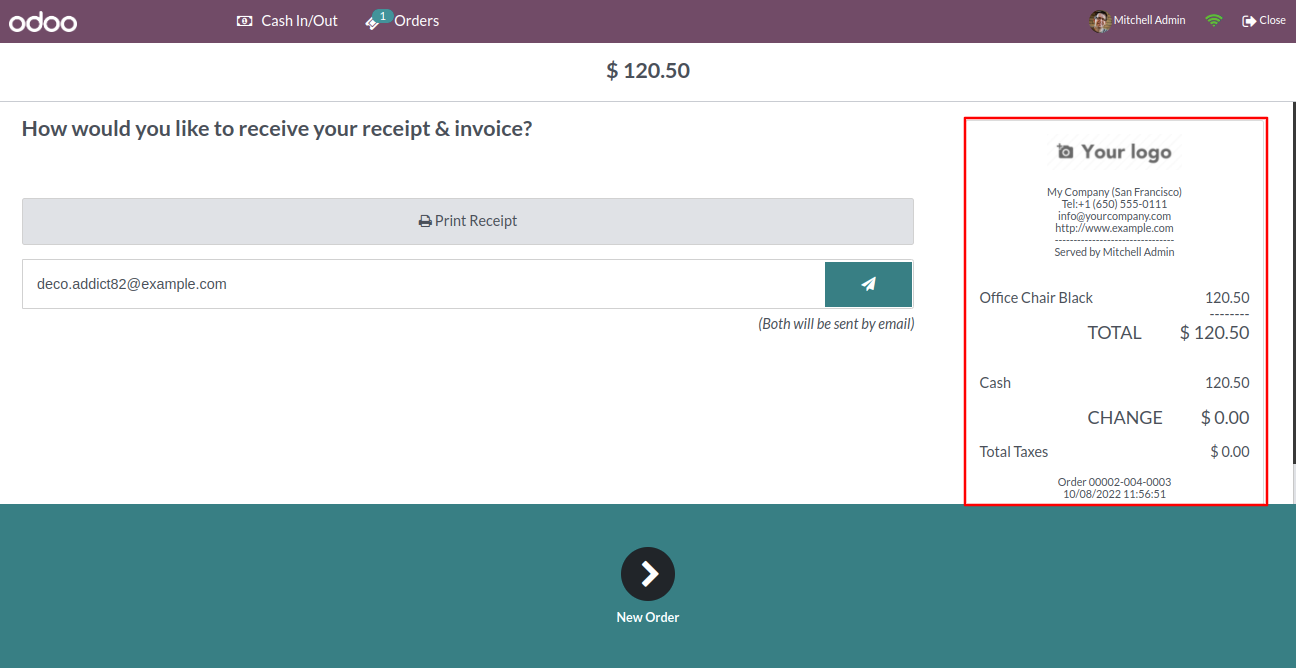 odoo
Cash In/Out
1
Orders
Mitchell Admin
Close
$ 120.50
How would you like to receive your receipt & invoice?
Print Receipt
deco.addict82@example.com
(Both will be sent by email)
Your logo
My Company (San Francisco)
Tel:+1 (650) 555-0111
info@yourcompany.com
http://www.example.com
--------------------------------
Served by Mitchell Admin
Office Chair Black 120.50
--------
TOTAL $ 120.50
Cash 120.50
CHANGE $ 0.00
Total Taxes $ 0.00
Order 00002-004-0003
10/08/2022 11:56:51
New Order